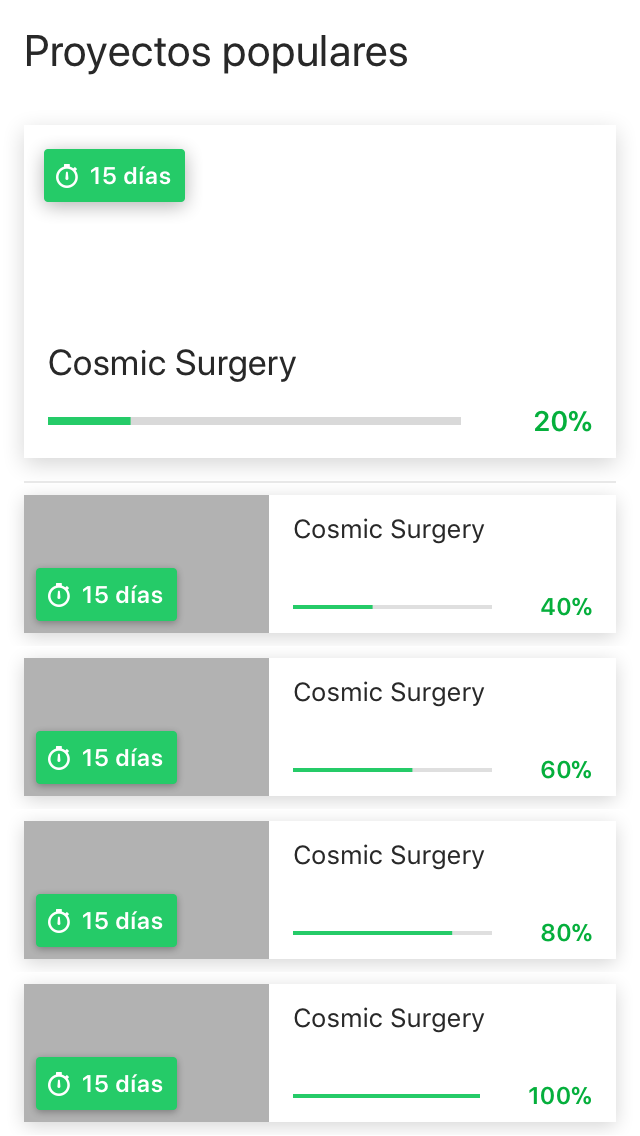 Proyectos populares
15 días
Cosmic Surgery
20%
Cosmic Surgery
15 días
40%
Cosmic Surgery
15 días
60%
Cosmic Surgery
15 días
80%
Cosmic Surgery
15 días
100%